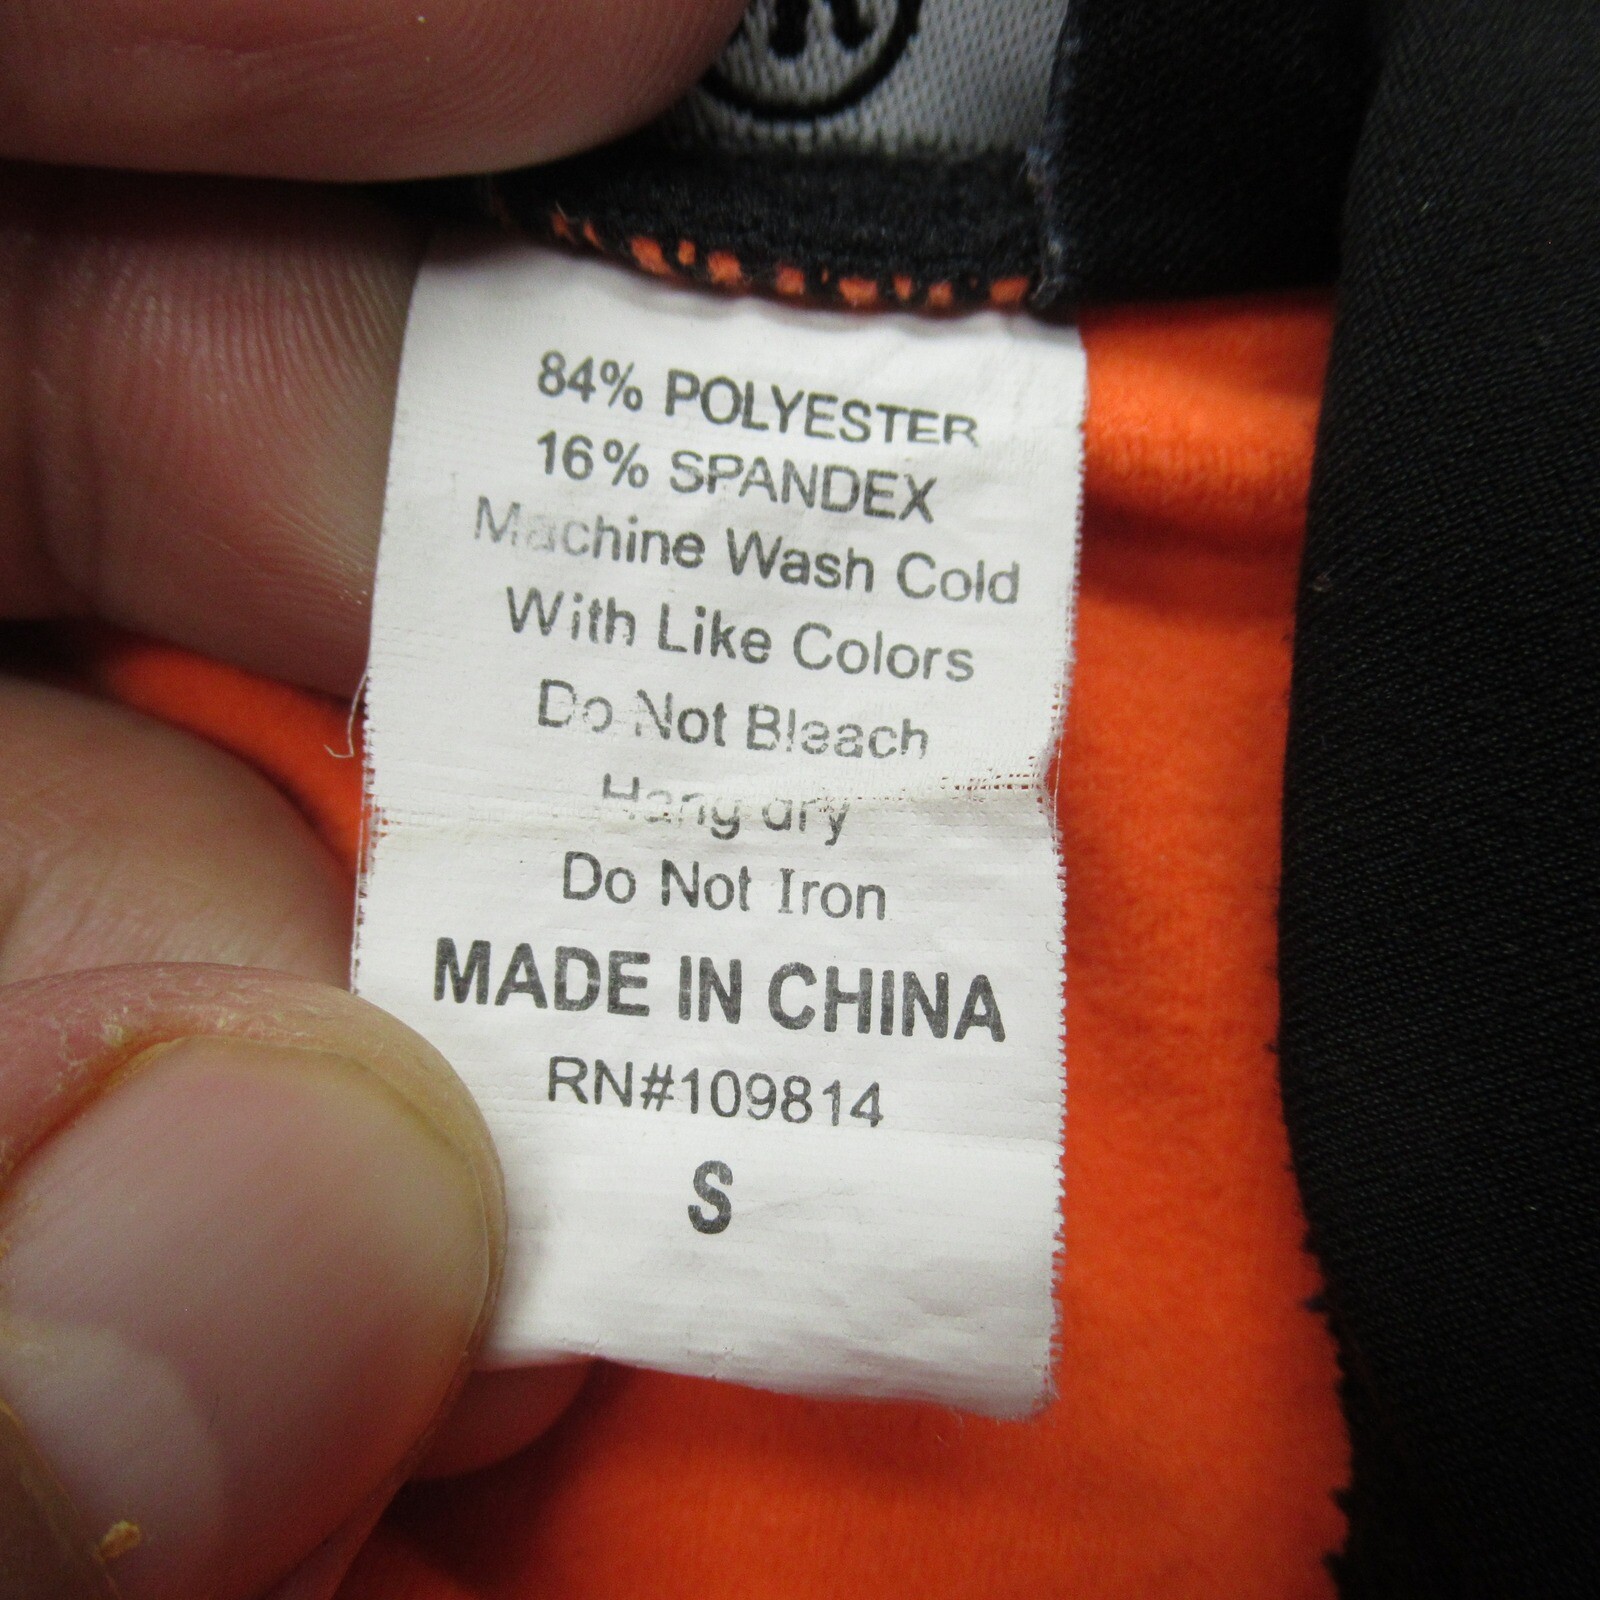 84% POLYESTER
16% SPANDEX
Machine Wash Cold
With Like Colors
Do Not Bleach
Hang dry
Do Not Iron
MADE IN CHINA
RN#109814
S